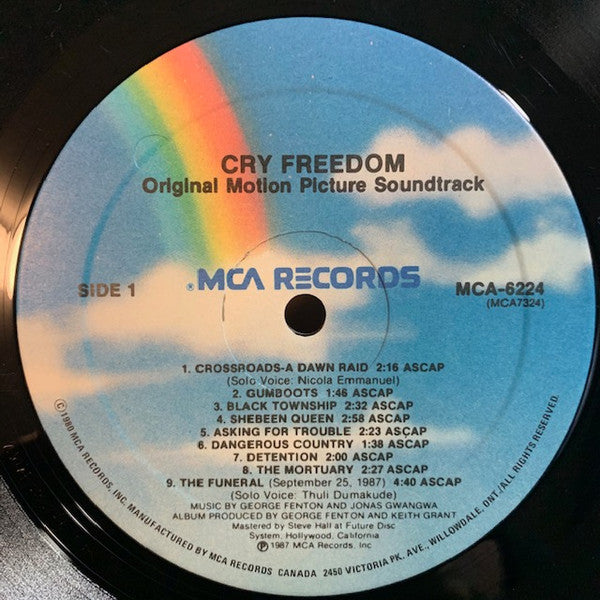 CRY FREEDOM
Original Motion Picture Soundtrack
® MCA RECORDS
SIDE 1
MCA-6224
(MCA7324)
1. CROSSROADS-A DAWN RAID 2:16 ASCAP
(Solo Voice: Nicola Emmanuel)
2. GUMBOOTS 1:46 ASCAP
3. BLACK TOWNSHIP 2:32 ASCAP
4. SHEBEEN QUEEN 2:58 ASCAP
5. ASKING FOR TROUBLE 2:23 ASCAP
6. DANGEROUS COUNTRY 1:38 ASCAP
7. DETENTION 2:00 ASCAP
8. THE MORTUARY 2:27 ASCAP
9. THE FUNERAL (September 25, 1987) 4:40 ASCAP
(Solo Voice: Thuli Dumakude)
MUSIC BY GEORGE FENTON AND JONAS GWANGWA
ALBUM PRODUCED BY GEORGE FENTON AND KEITH GRANT
Mastered by Steve Hall at Future Disc
System, Hollywood, California
℗ 1987 MCA Records, Inc
© 1980 MCA RECORDS, INC. MANUFACTURED BY MCA RECORDS CANADA 2450 VICTORIA PK. AVE., WILLOWDALE, ONT./ALL RIGHTS RESERVED.